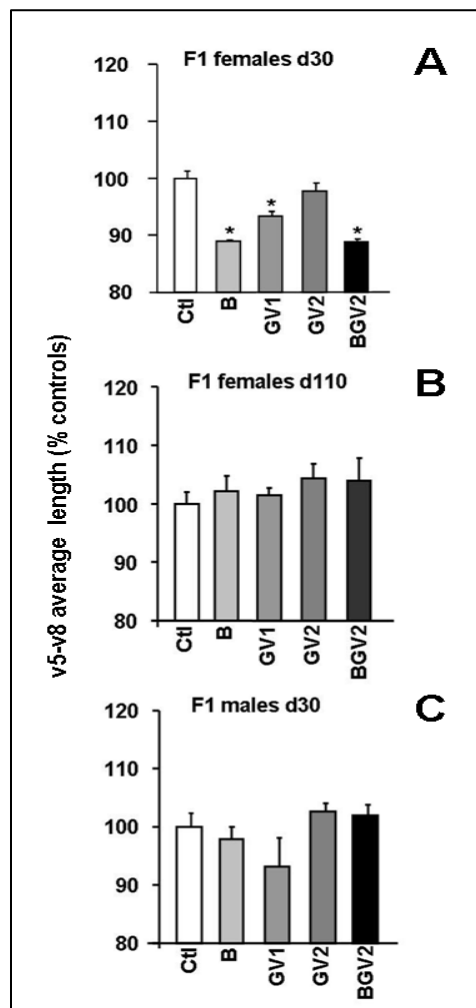 v5-v8 average length (% controls)
F1 females d30
A
120
110
100
90
80
*
*
*
Ctl
B
GV1
GV2
BGV2
F1 females d110
B
120
110
100
90
80
Ctl
B
GV1
GV2
BGV2
F1 males d30
C
120
110
100
90
80
Ctl
B
GV1
GV2
BGV2